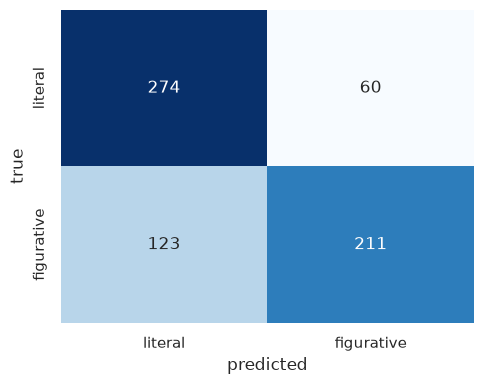 literal
274
60
true
figurative
123
211
literal
figurative
predicted